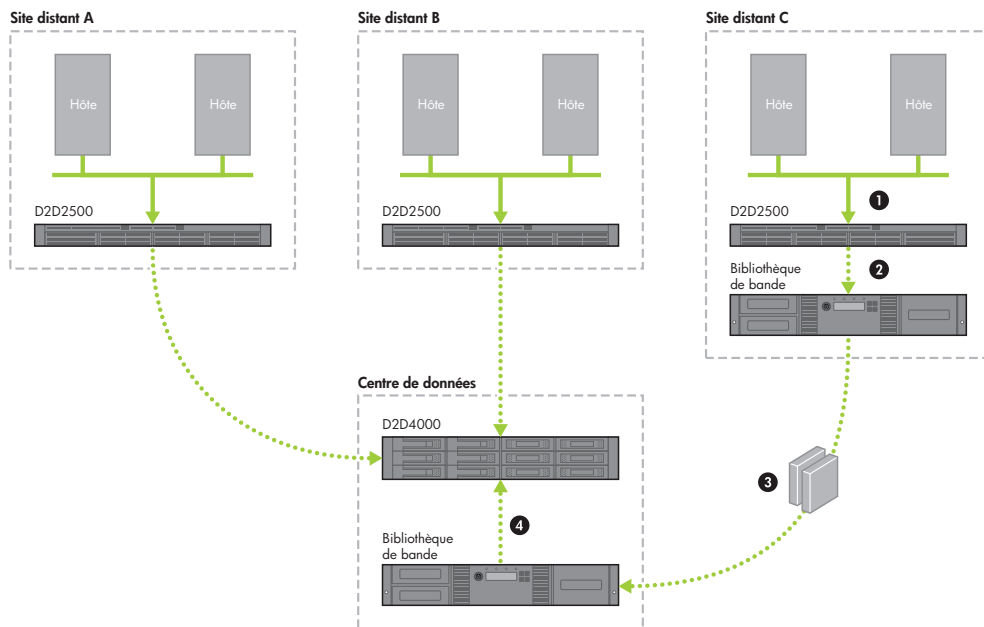 Site distant A
Site distant B
Site distant C
Hôte
Hôte
Hôte
Hôte
Hôte
Hôte
1
D2D2500
D2D2500
D2D2500
2
Bibliothèque
de bande
Centre de données
D2D4000
3
4
Bibliothèque
de bande